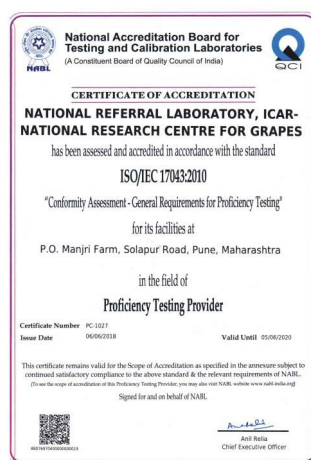 National Accreditation Board for
Testing and Calibration Laboratories
(A Constituent Board of Quality Council of India)
NABL
QCI
CERTIFICATE OF ACCREDITATION
NATIONAL REFERRAL LABORATORY, ICAR-
NATIONAL RESEARCH CENTRE FOR GRAPES
has been assessed and accredited in accordance with the standard
ISO/IEC 17043:2010
"Conformity Assessment - General Requirements for Proficiency Testing"
for its facilities at
P.O. Manjri Farm, Solapur Road, Pune, Maharashtra
in the field of
Proficiency Testing Provider
Certificate Number PC-1027
Issue Date 06/06/2018 Valid Until 05/06/2020
This certificate remains valid for the Scope of Accreditation as specified in the annexure subject to
continued satisfactory compliance to the above standard & the relevant requirements of NABL.
(To see the scope of accreditation of this Proficiency Testing Provider, you may also visit NABL website www.nabl-india.org)
Signed for and on behalf of NABL
Anil Relia
Chief Executive Officer